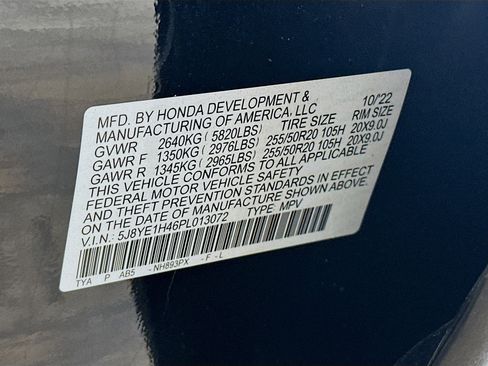 MFD. BY HONDA DEVELOPMENT & 10/22
MANUFACTURING OF AMERICA, LLC RIM SIZE
GVWR 2640KG( 5820LBS) TIRE SIZE 20X9.0J
GAWR F 1350KG( 2976LBS) 255/50R20 105H 20X9.0J
GAWR R 1345KG( 2965LBS) 255/50R20 105H
THIS VEHICLE CONFORMS TO ALL APPLICABLE
FEDERAL MOTOR VEHICLE SAFETY
AND THEFT PREVENTION STANDARDS IN EFFECT
ON THE DATE OF MANUFACTURE SHOWN ABOVE.
V.I.N.: 5J8YE1H46PL013072 TYPE: MPV
TYA P AB5 -NH893PX -F-L